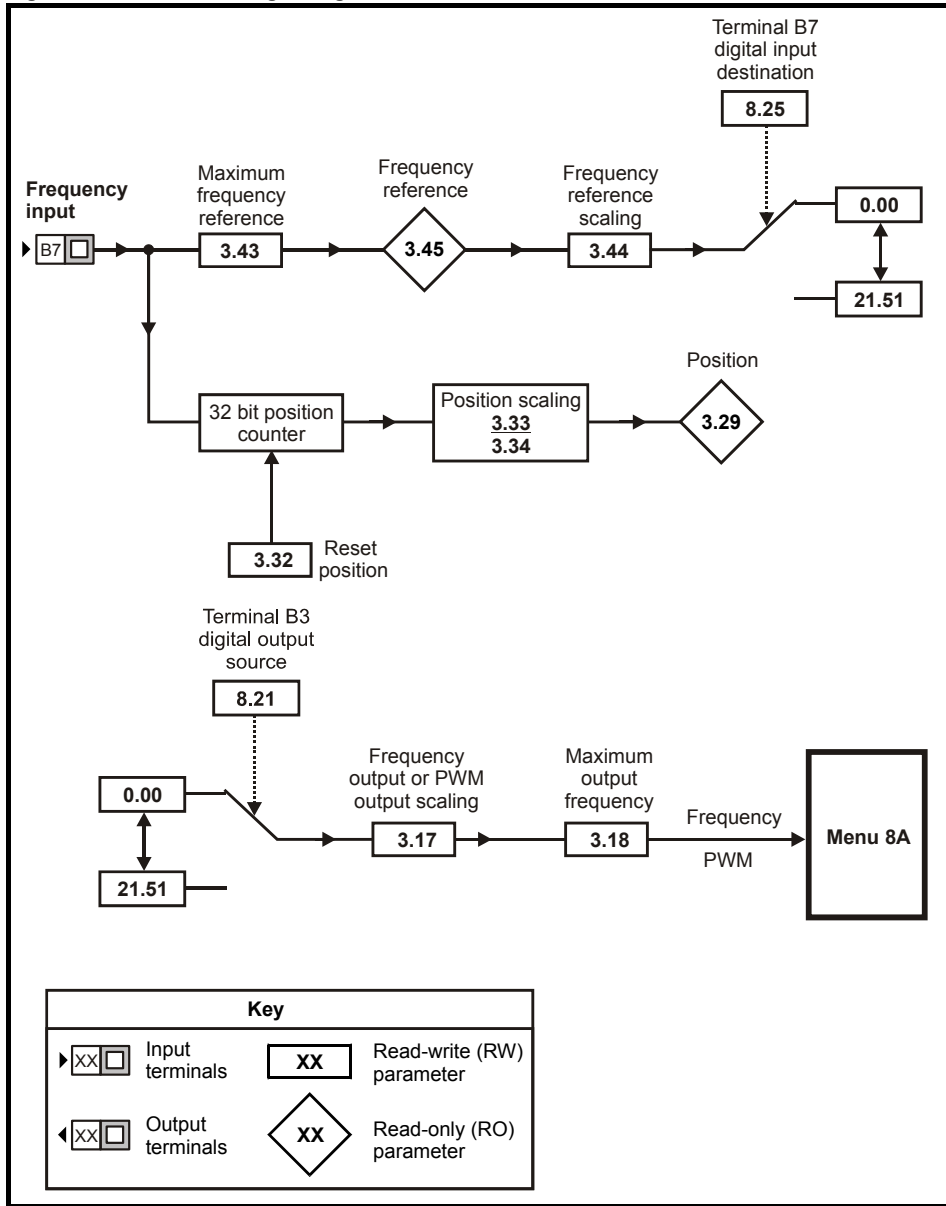 Terminal B7
digital input
destination
8.25
Frequency
input
B7
Maximum
frequency
reference
3.43
Frequency
reference
3.45
Frequency
reference
scaling
3.44
0.00
21.51
32 bit position
counter
Position scaling
3.33
3.34
Position
3.29
3.32
Reset
position
Terminal B3
digital output
source
8.21
0.00
21.51
Frequency
output or PWM
output scaling
3.17
Maximum
output
frequency
3.18
Frequency
PWM
Menu 8A
Key
XX
Input
terminals
XX
Read-write (RW)
parameter
XX
Output
terminals
XX
Read-only (RO)
parameter